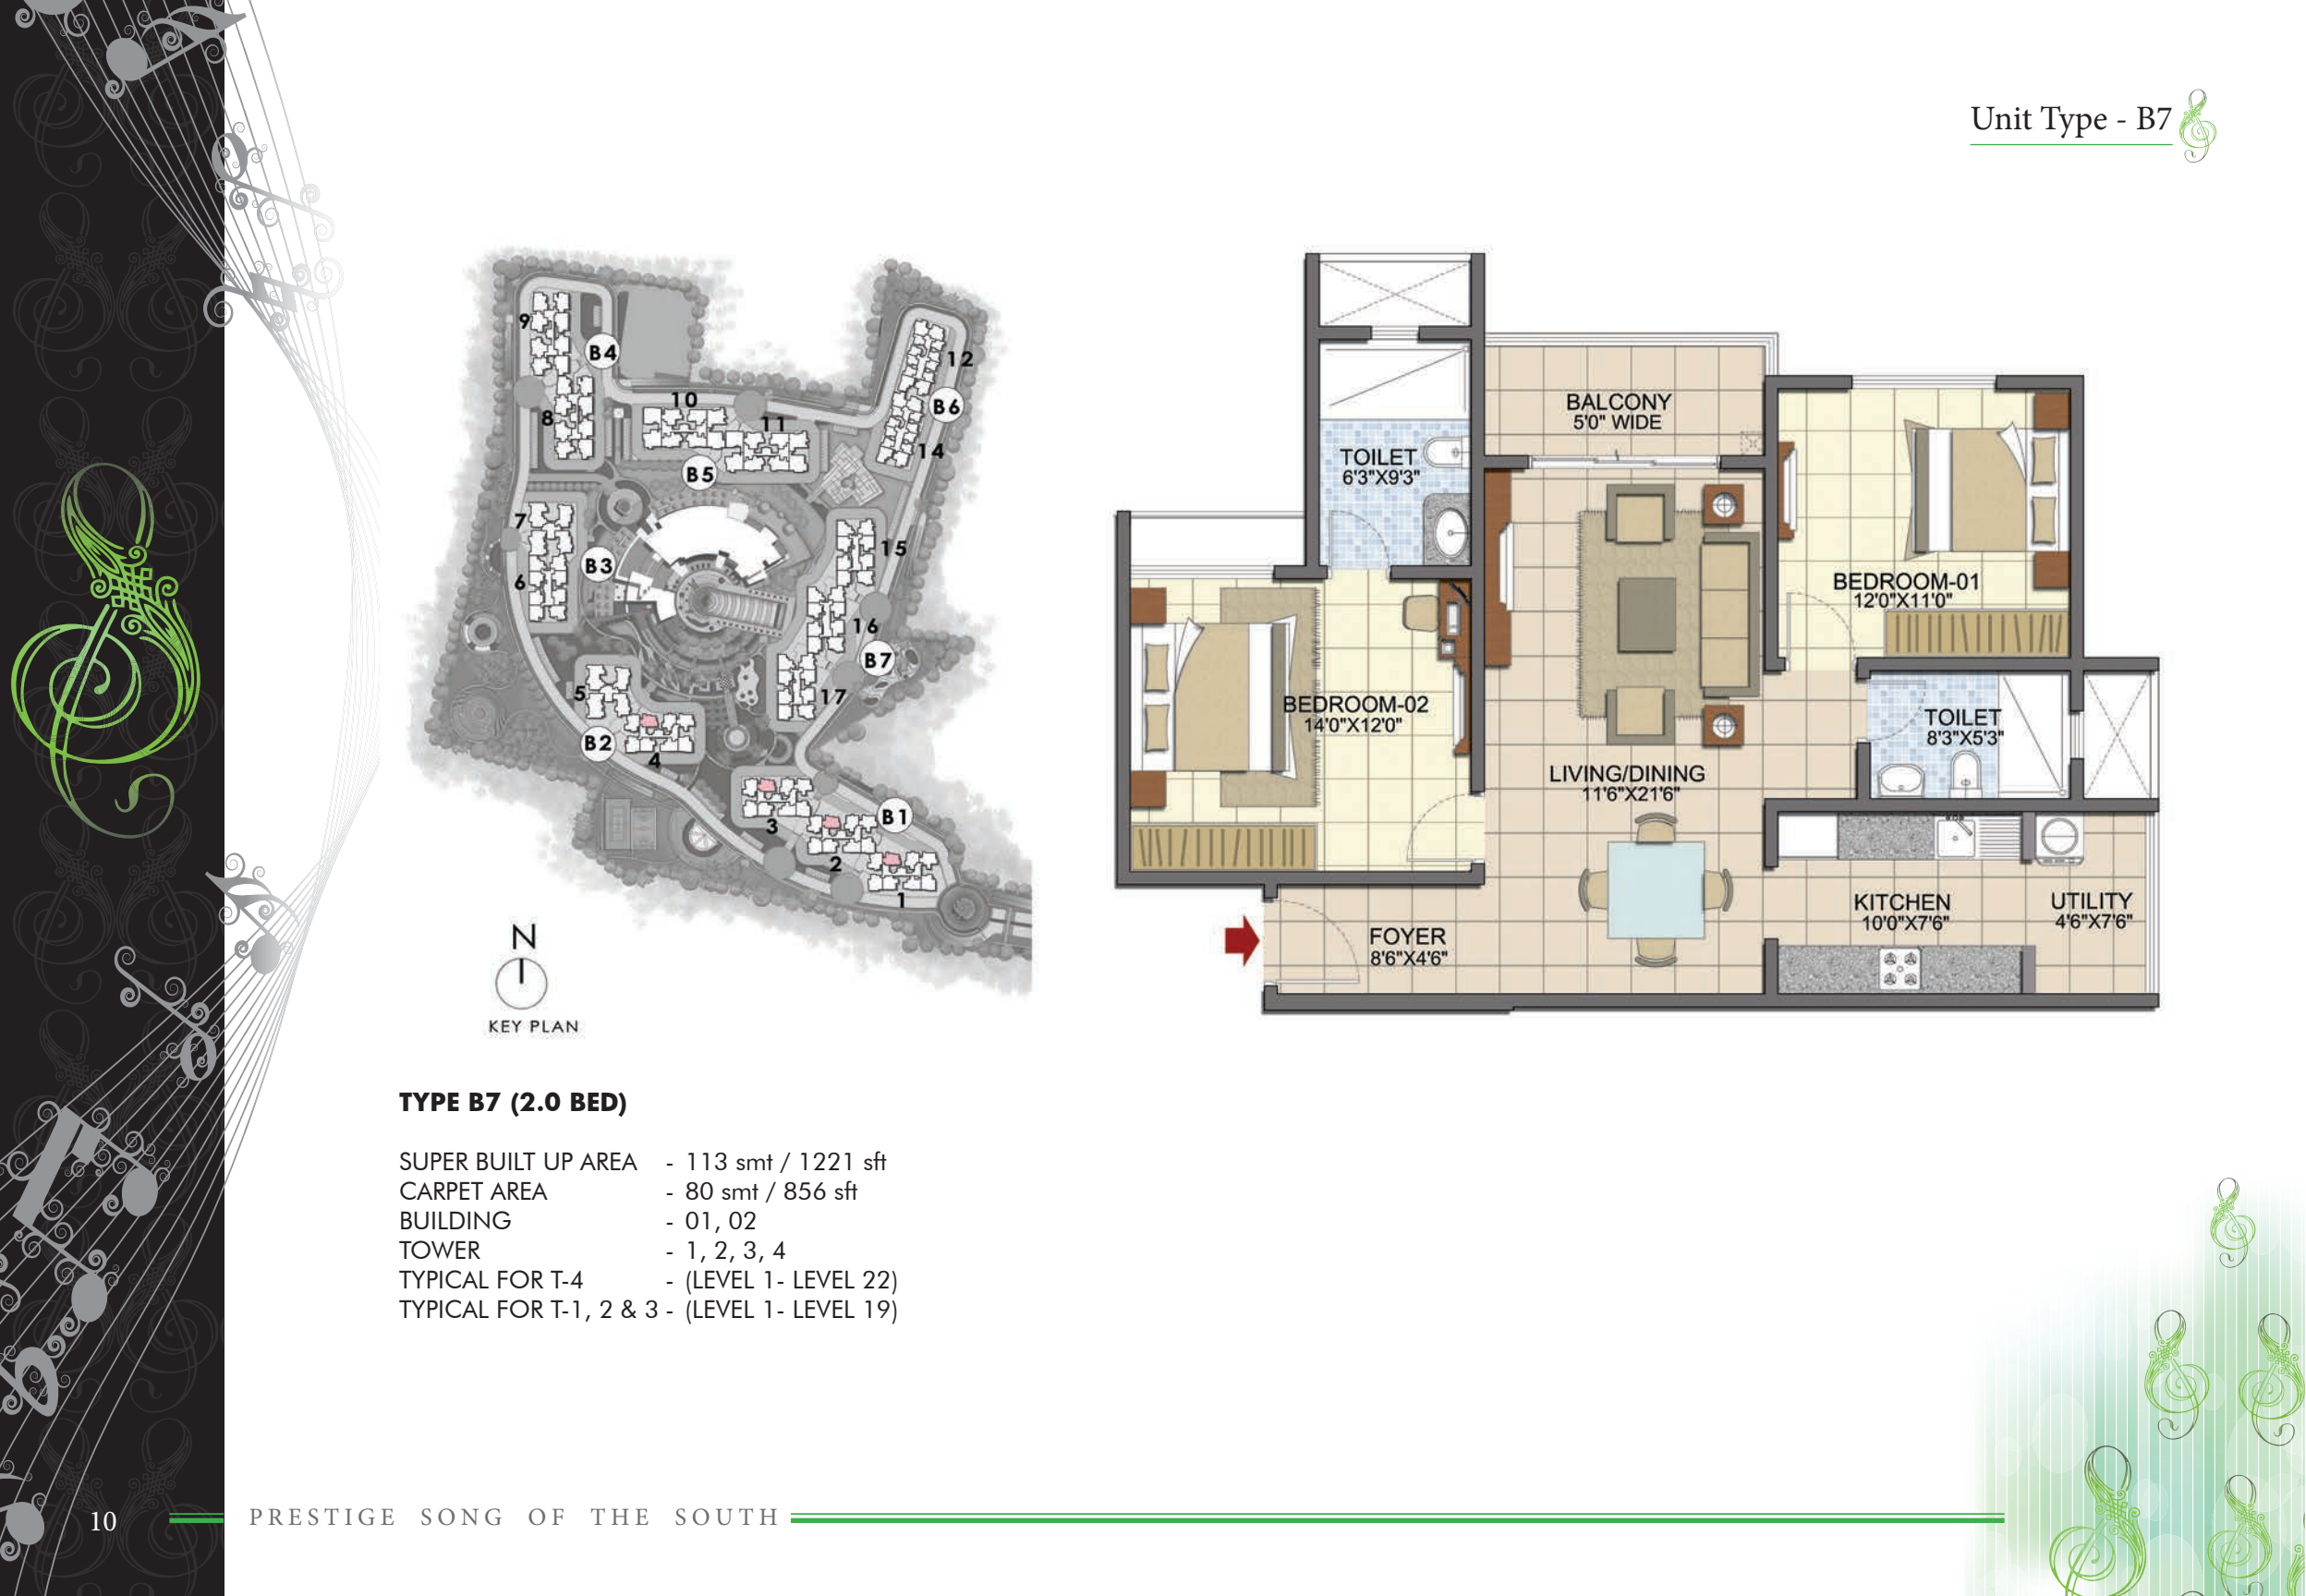 Unit Type - B7
9
B4
8
10
11
B5
12
B6
14
7
B3
6
15
16
B7
17
5
B2
4
3
B1
2
1
N
KEY PLAN
BALCONY
5'0" WIDE
TOILET
6'3"X9'3"
BEDROOM-01
12'0"X11'0"
BEDROOM-02
14'0"X12'0"
TOILET
8'3"X5'3"
LIVING/DINING
11'6"X21'6"
KITCHEN
10'0"X7'6"
UTILITY
4'6"X7'6"
FOYER
8'6"X4'6"
TYPE B7 (2.0 BED)
SUPER BUILT UP AREA - 113 smt / 1221 sft
CARPET AREA - 80 smt / 856 sft
BUILDING - 01, 02
TOWER - 1, 2, 3, 4
TYPICAL FOR T-4 - (LEVEL 1- LEVEL 22)
TYPICAL FOR T-1, 2 & 3 - (LEVEL 1- LEVEL 19)
10
PRESTIGE SONG OF THE SOUTH